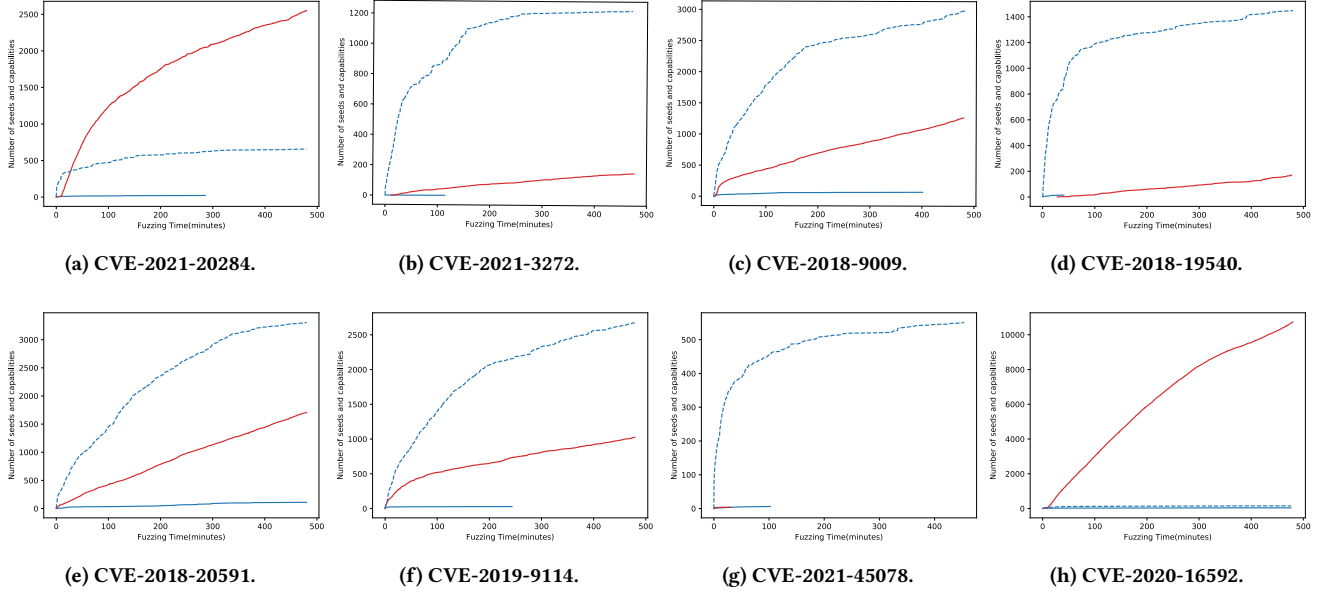 2500
2000
1500
1000
500
0
0 100 200 300 400 500
Fuzzing Time(minutes)
Number of seeds and capabilities
(a) CVE-2021-20284.
1200
1000
800
600
400
200
0
0 100 200 300 400 500
Fuzzing Time(minutes)
Number of seeds and capabilities
(b) CVE-2021-3272.
3000
2500
2000
1500
1000
500
0
0 100 200 300 400 500
Fuzzing Time(minutes)
Number of seeds and capabilities
(c) CVE-2018-9009.
1400
1200
1000
800
600
400
200
0
0 100 200 300 400 500
Fuzzing Time(minutes)
Number of seeds and capabilities
(d) CVE-2018-19540.
3000
2500
2000
1500
1000
500
0
0 100 200 300 400 500
Fuzzing Time(minutes)
Number of seeds and capabilities
(e) CVE-2018-20591.
2500
2000
1500
1000
500
0
0 100 200 300 400 500
Fuzzing Time(minutes)
Number of seeds and capabilities
(f) CVE-2019-9114.
500
400
300
200
100
0
0 100 200 300 400
Fuzzing Time(minutes)
Number of seeds and capabilities
(g) CVE-2021-45078.
10000
8000
6000
4000
2000
0
0 100 200 300 400 500
Fuzzing Time(minutes)
Number of seeds and capabilities
(h) CVE-2020-16592.